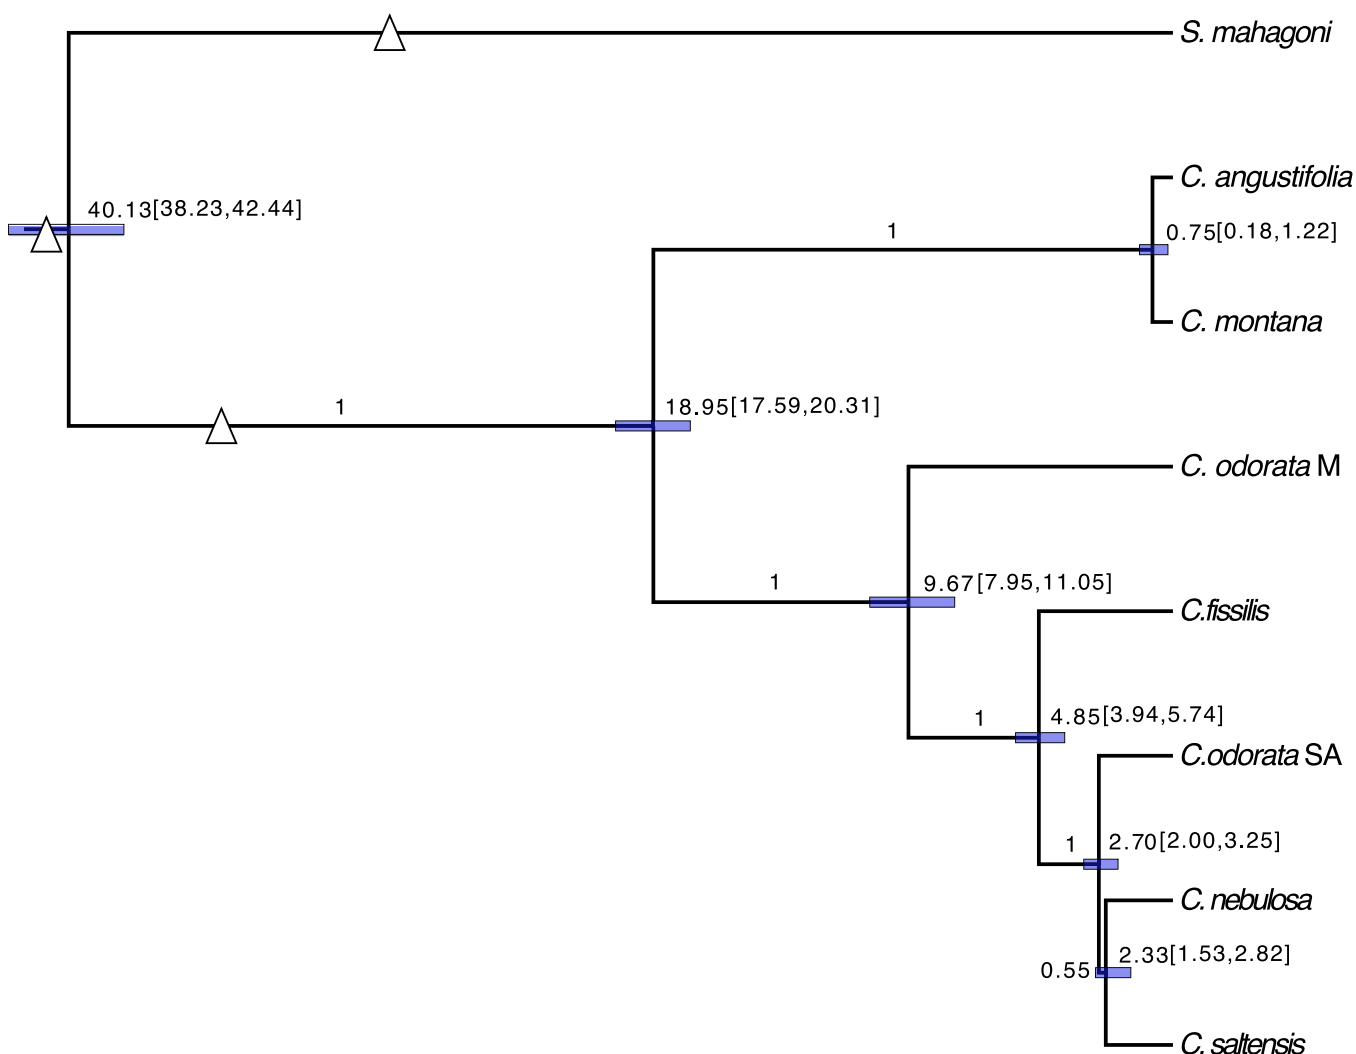 S. mahagoni
C. angustifolia
40.13[38.23,42.44]
1
0.75[0.18,1.22]
C. montana
1
18.95[17.59,20.31]
C. odorata M
1
9.67[7.95,11.05]
C.fissilis
1
4.85[3.94,5.74]
C.odorata SA
1
2.70[2.00,3.25]
C. nebulosa
0.55
2.33[1.53,2.82]
C. saltensis